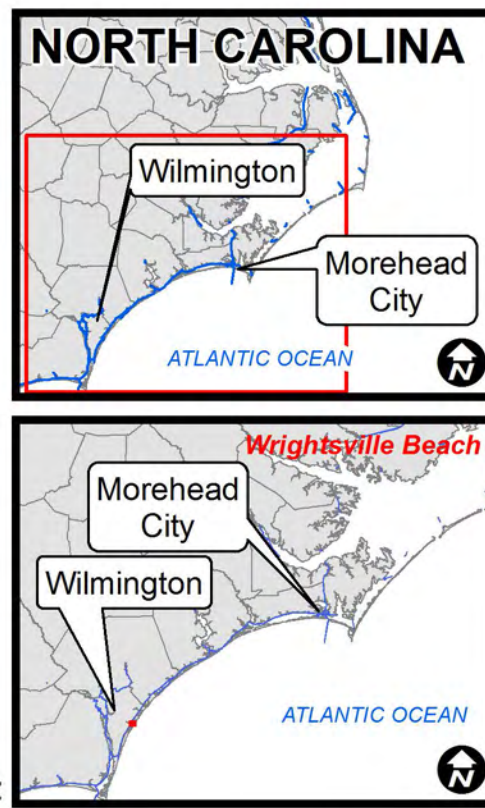 NORTH CAROLINA
Wilmington
Morehead
City
ATLANTIC OCEAN
N
Wrightsville Beach
Morehead
City
Wilmington
ATLANTIC OCEAN
N